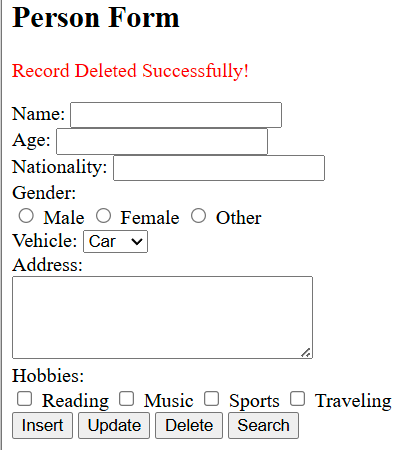 Person Form
Record Deleted Successfully!
Name:
Age:
Nationality:
Gender:
Male Female Other
Vehicle: Car
Address:
Hobbies:
Reading Music Sports Traveling
Insert Update Delete Search